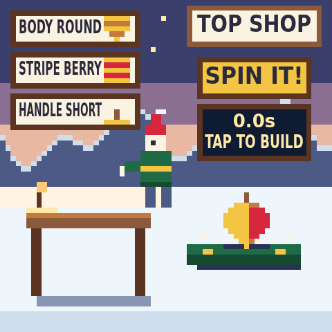 BODY ROUND
STRIPE BERRY
HANDLE SHORT
TOP SHOP
SPIN IT!
0.0s
TAP TO BUILD